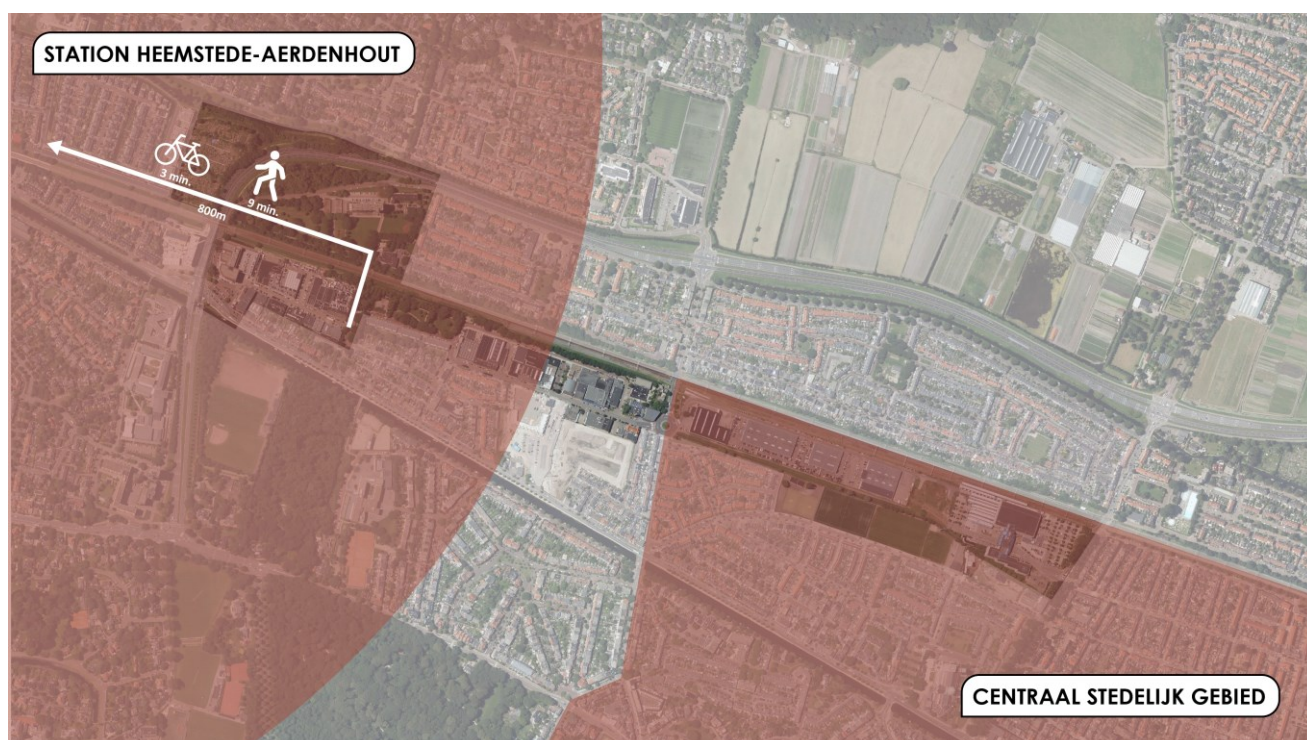 STATION HEEMSTEDE-AERDENHOUT
3 min.
9 min.
800m
CENTRAAL STEDELIJK GEBIED